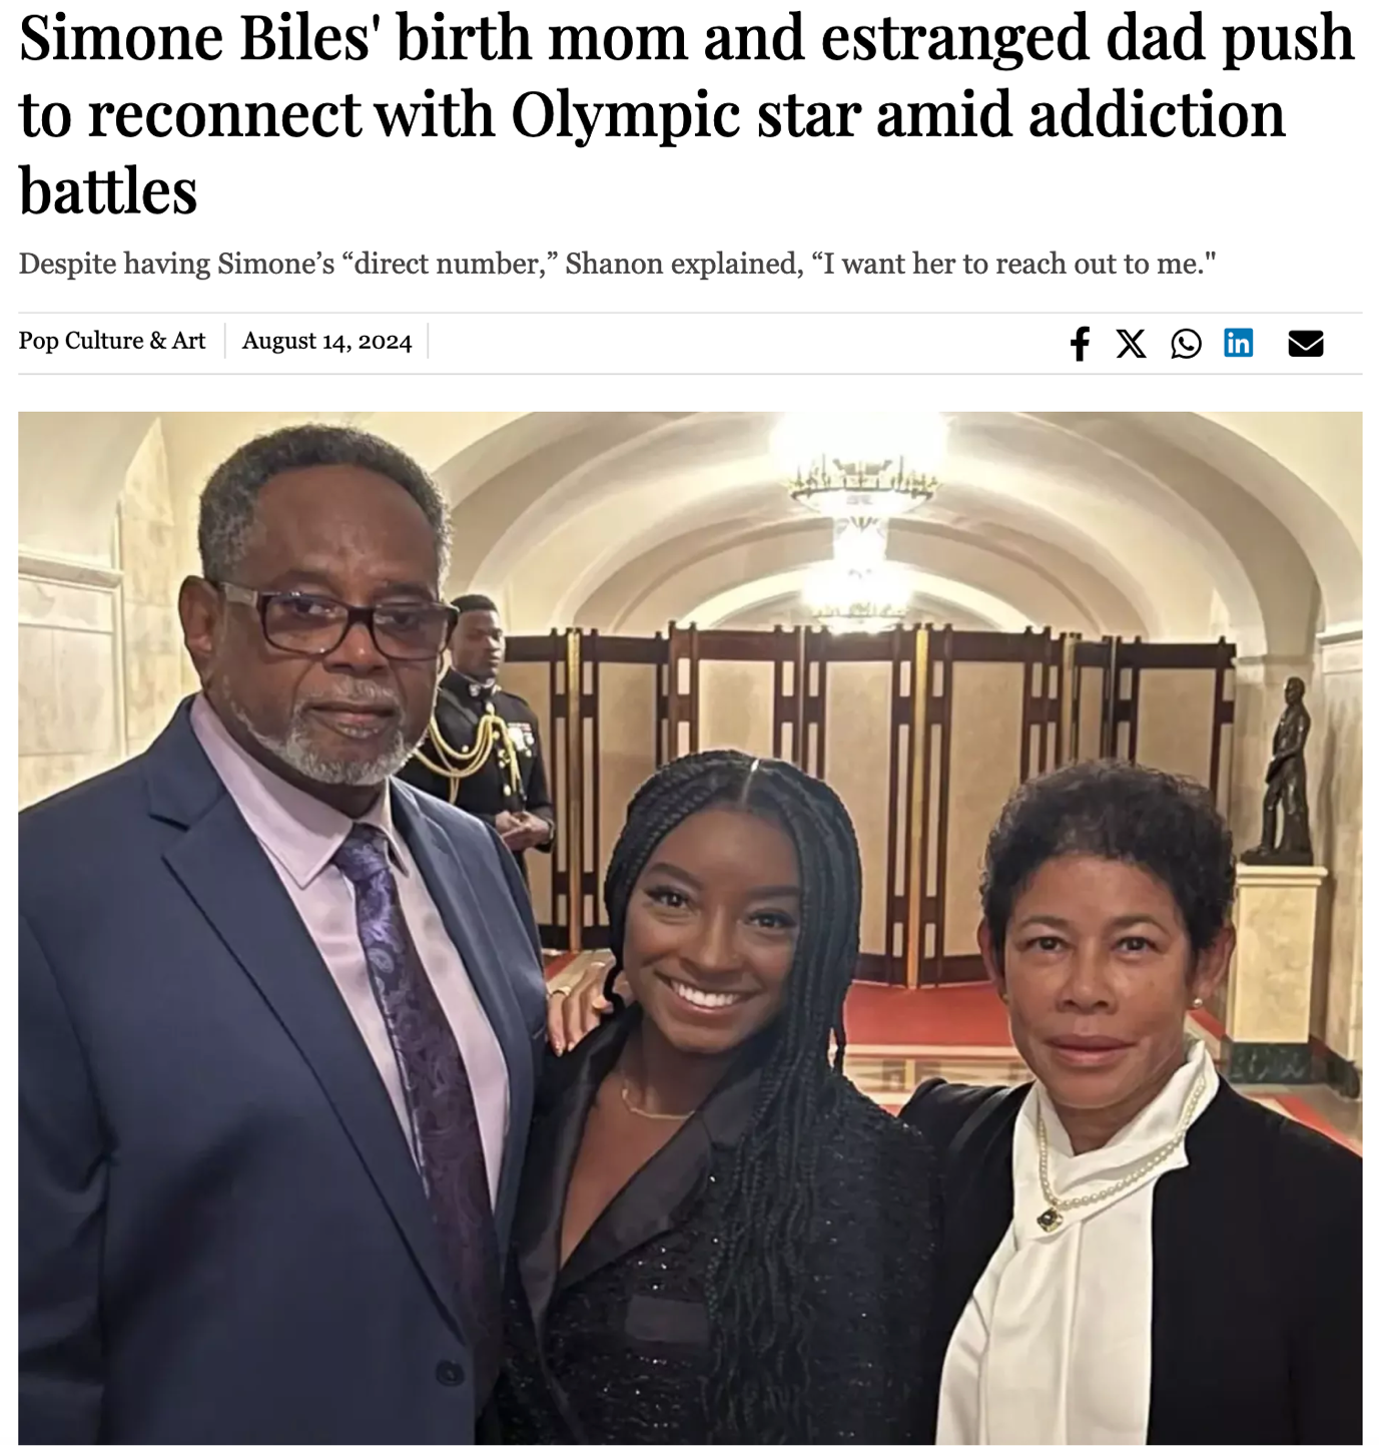 Simone Biles' birth mom and estranged dad push
to reconnect with Olympic star amid addiction
battles
Despite having Simone’s “direct number,” Shanon explained, “I want her to reach out to me."
Pop Culture & Art August 14, 2024